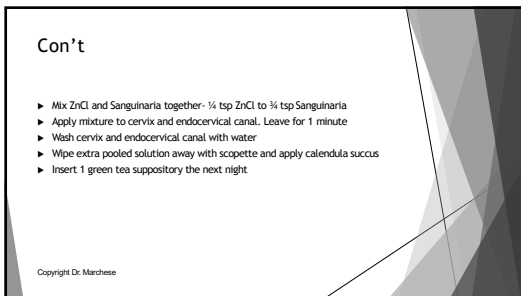 Con't
▶ Mix ZnCl and Sanguinaria together- ¼ tsp ZnCl to ¾ tsp Sanguinaria
▶ Apply mixture to cervix and endocervical canal. Leave for 1 minute
▶ Wash cervix and endocervical canal with water
▶ Wipe extra pooled solution away with scopette and apply calendula succus
▶ Insert 1 green tea suppository the next night
Copyright Dr. Marchese